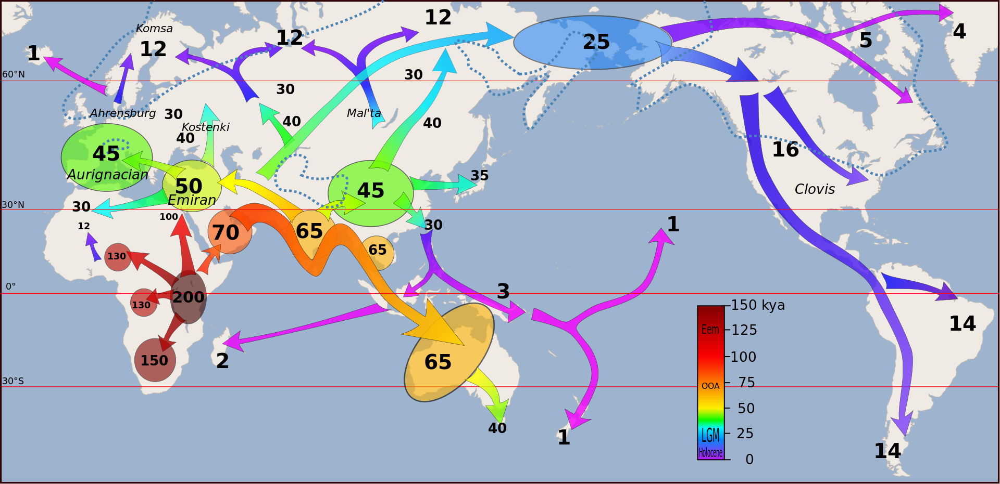 12
Komsa
12
12
1
25
5
4
60°N
30
30
Ahrensburg
30
Kostenki
40
40
Mal'ta
40
45
Aurignacian
50
Emiran
45
35
16
Clovis
30°N
30
100
12
70
65
65
30
1
130
130
200
150
0°
3
2
65
40
1
14
14
30°S
150 kya
Eem
125
100
OOA
75
50
LGM
25
Holocene
0